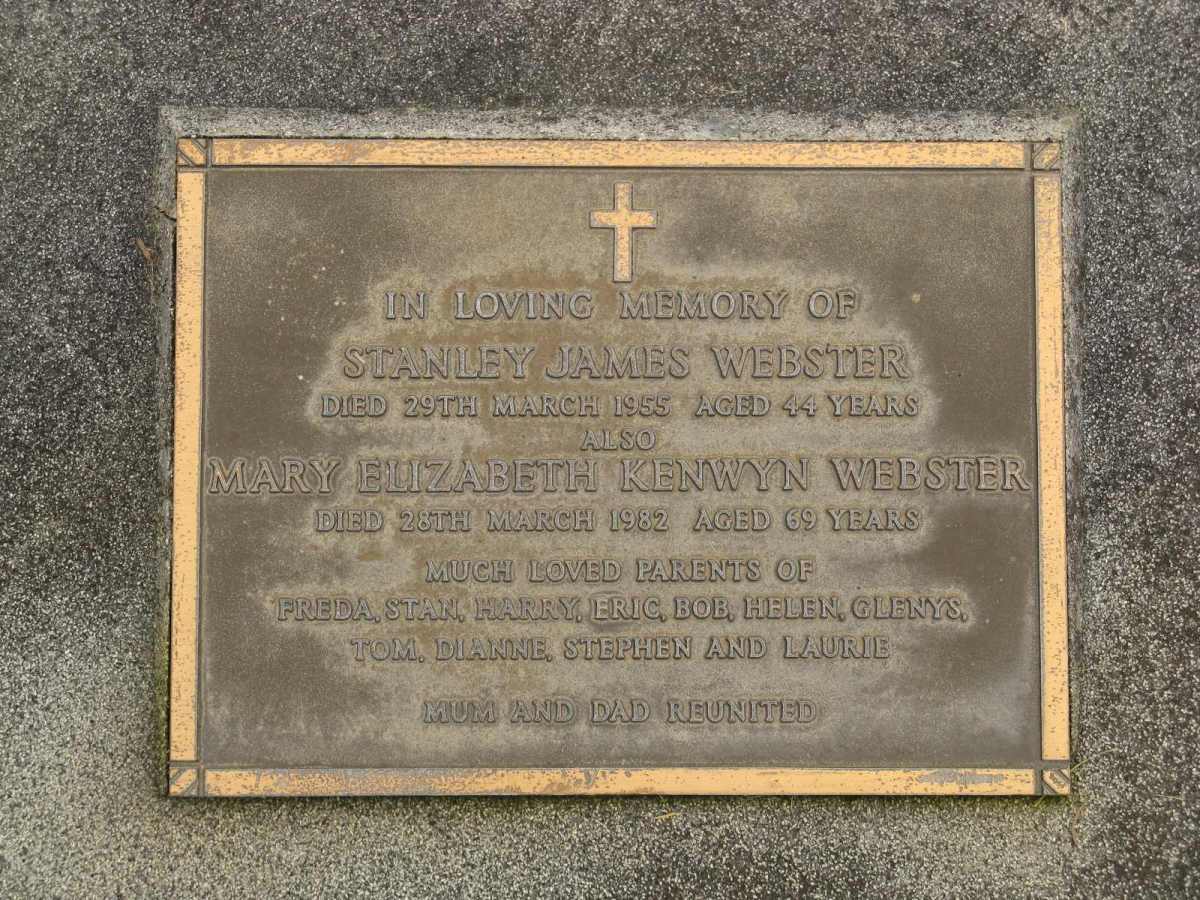 IN LOVING MEMORY OF
STANLEY JAMES WEBSTER
DIED 29TH MARCH 1955 AGED 44 YEARS
ALSO
MARY ELIZABETH KENWYN WEBSTER
DIED 28TH MARCH 1982 AGED 69 YEARS
MUCH LOVED PARENTS OF
FREDA, STAN, HARRY, ERIC, BOB, HELEN, GLENYS,
TOM, DIANNE, STEPHEN AND LAURIE
MUM AND DAD REUNITED